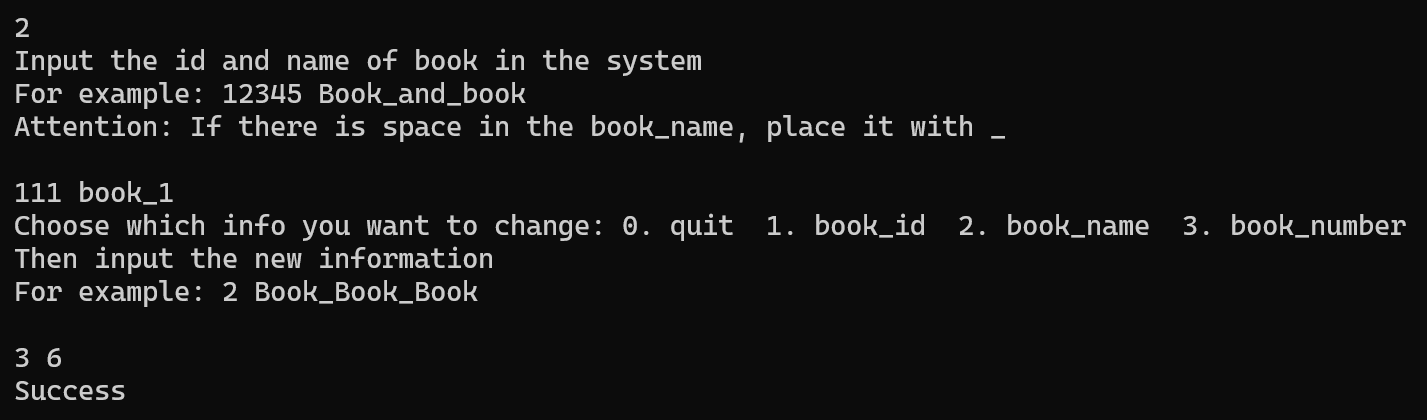 2
Input the id and name of book in the system
For example: 12345 Book_and_book
Attention: If there is space in the book_name, place it with _
111 book_1
Choose which info you want to change: 0. quit  1. book_id  2. book_name  3. book_number
Then input the new information
For example: 2 Book_Book_Book
3 6
Success